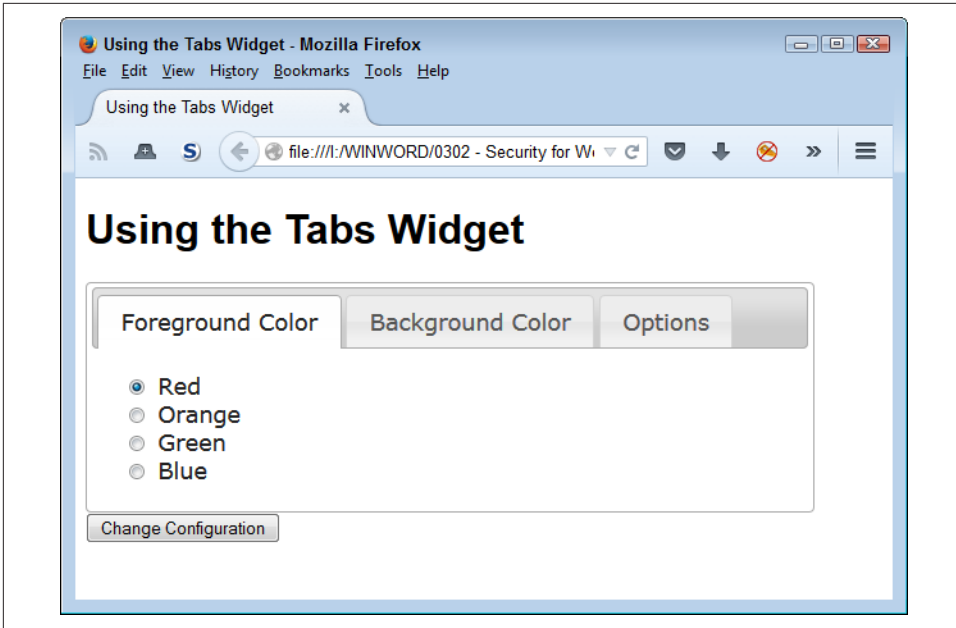 Using the Tabs Widget - Mozilla Firefox
File Edit View History Bookmarks Tools Help
Using the Tabs Widget
S file:///I:/WINWORD/0302 - Security for We
Using the Tabs Widget
Foreground Color Background Color Options
Red
Orange
Green
Blue
Change Configuration